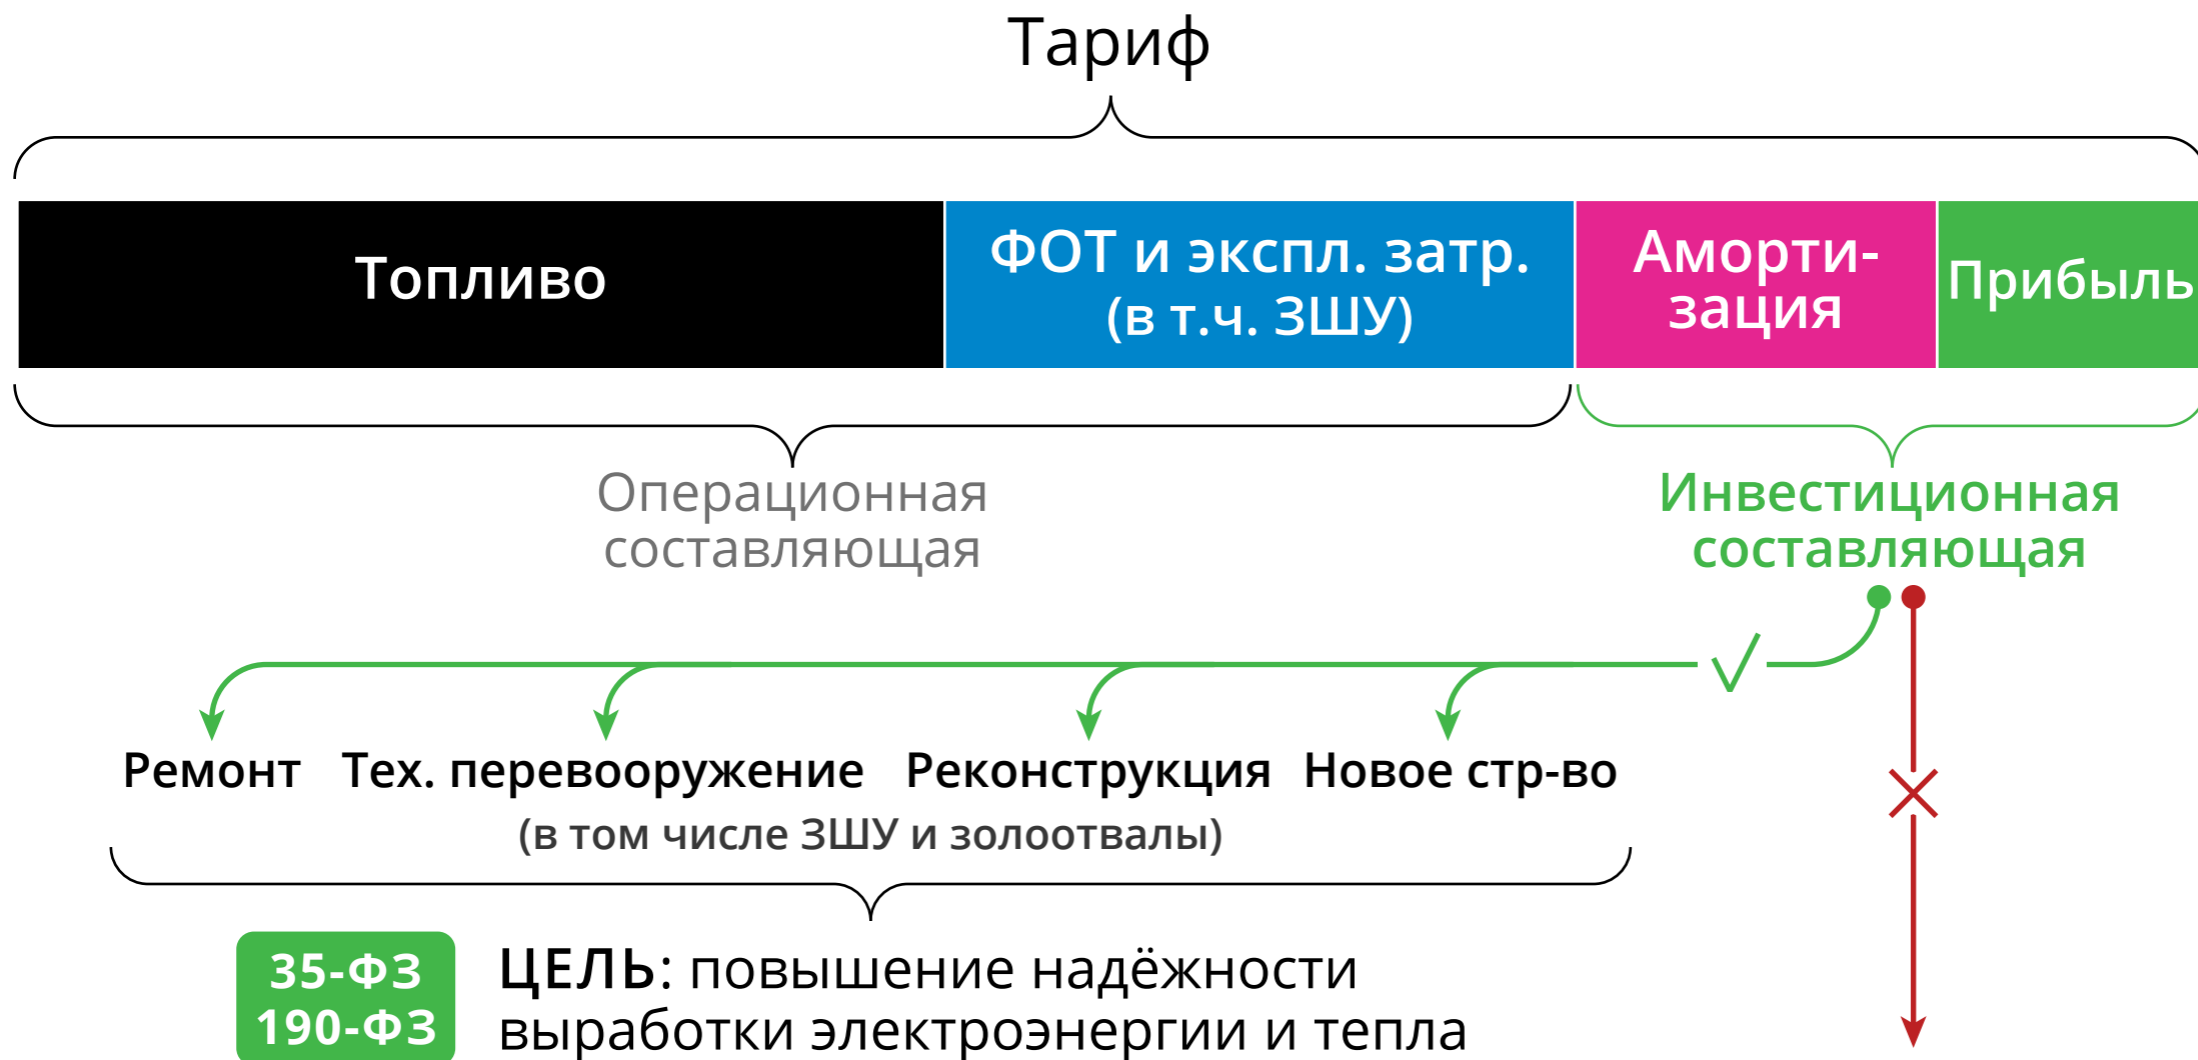 Тариф
Топливо
ФОТ и экспл. затр.
(в т.ч. ЗШУ)
Аморти-
зация
Прибыль
Операционная
составляющая
Инвестиционная
составляющая
Ремонт
Тех. перевооружение
Реконструкция
Новое стр-во
(в том числе ЗШУ и золоотвалы)
35-ФЗ
190-ФЗ
ЦЕЛЬ: повышение надёжности
выработки электроэнергии и тепла